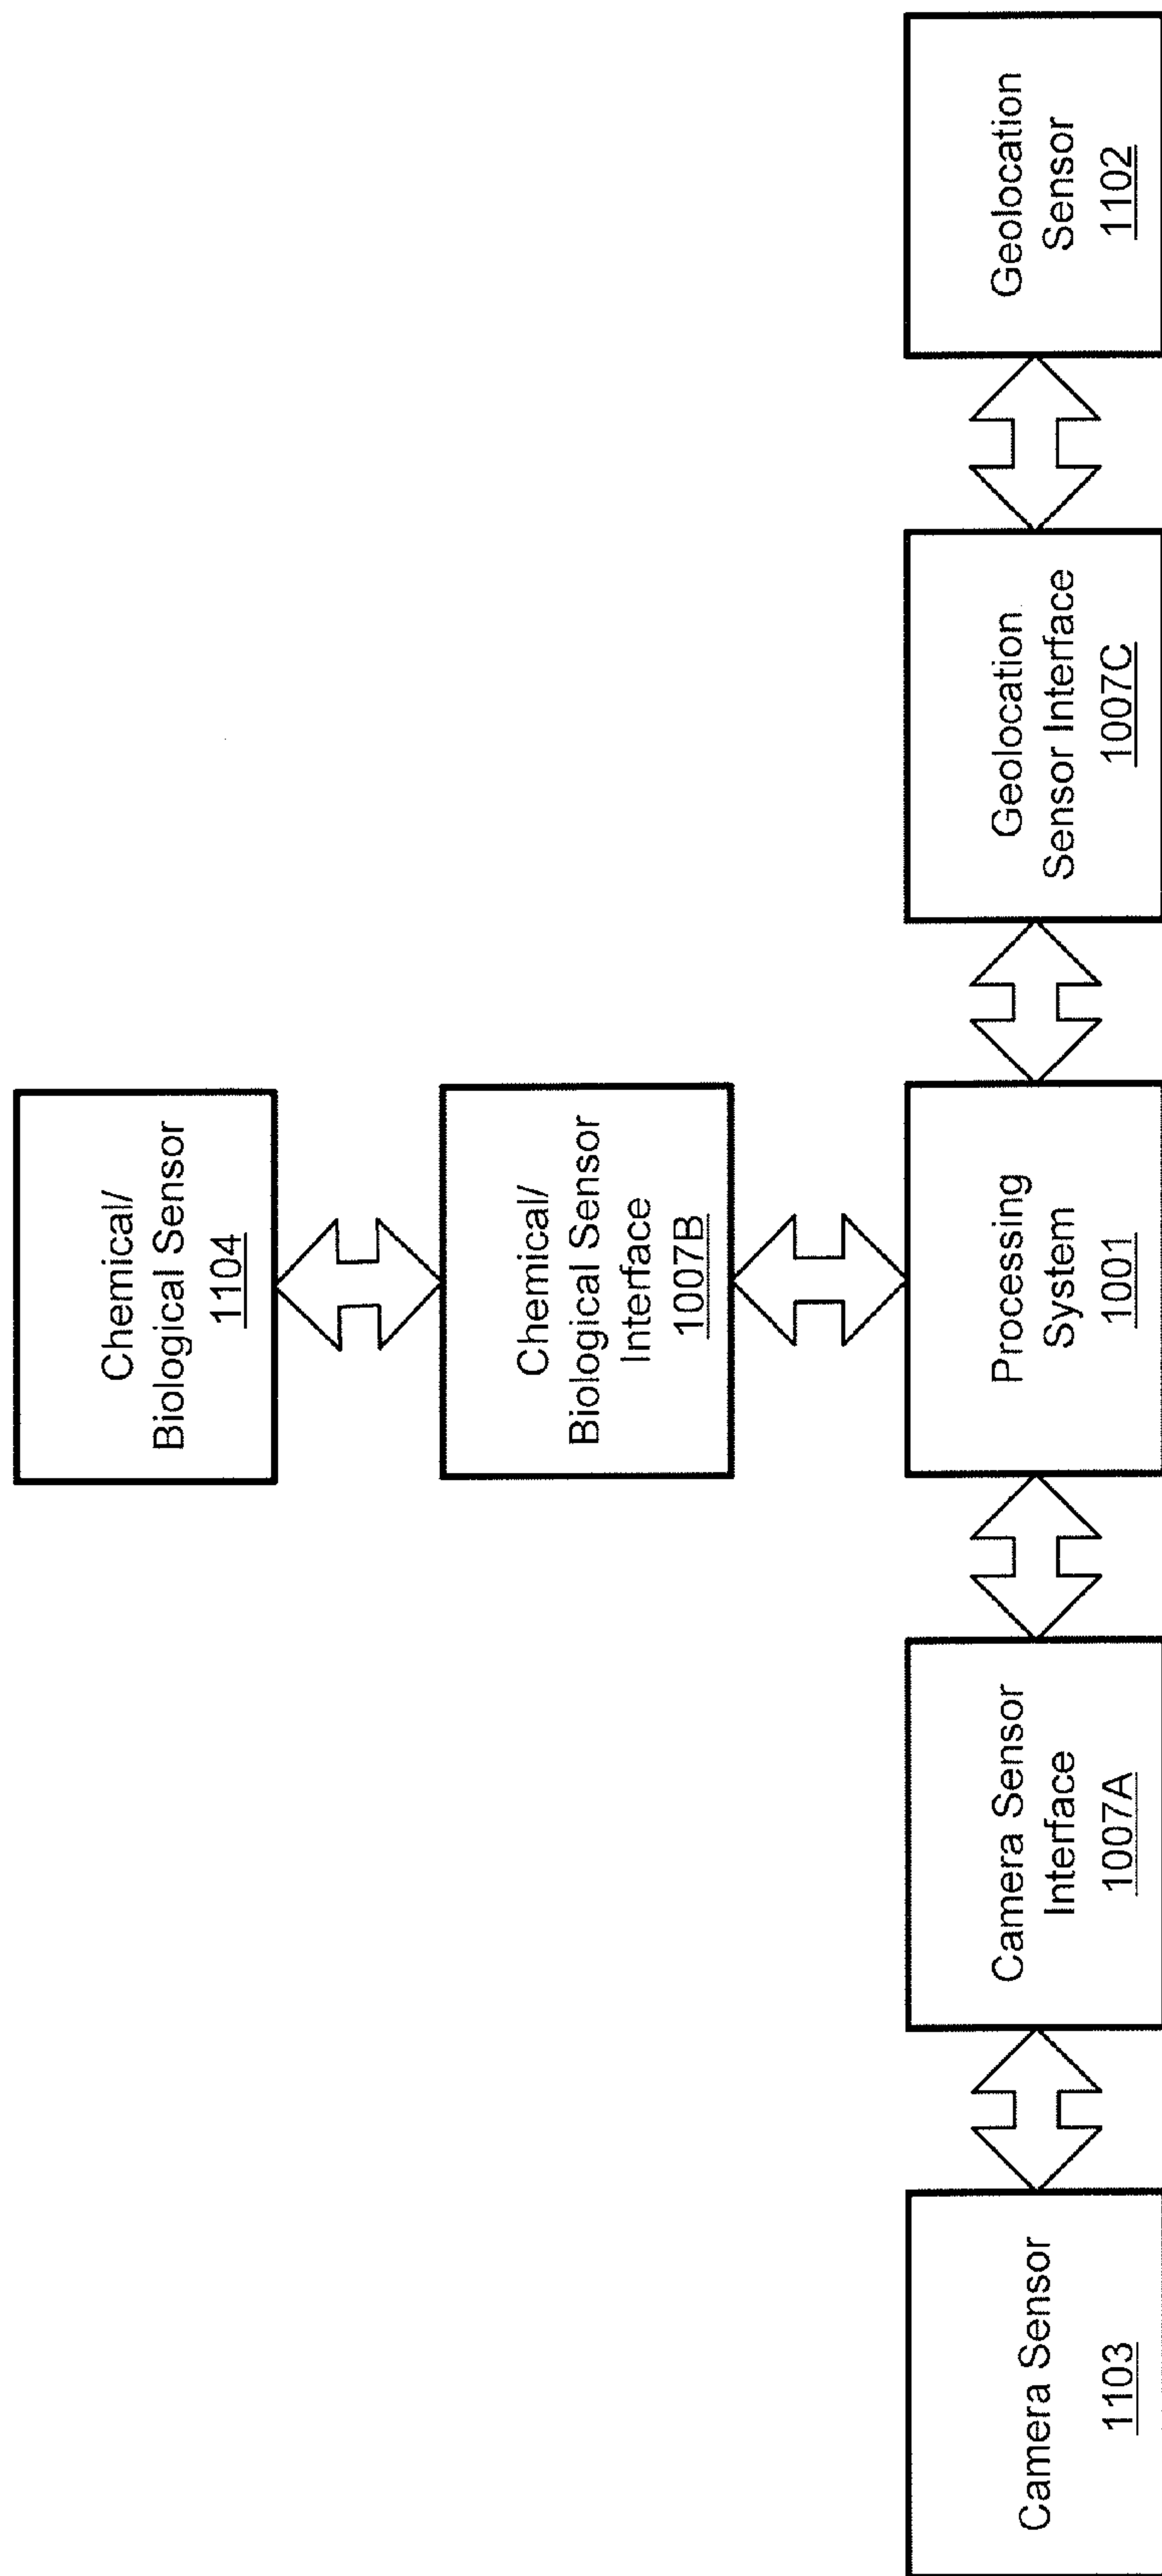 Chemical/
Biological Sensor
1104
Chemical/
Biological Sensor
Interface
1007B
Camera Sensor
1103
Camera Sensor
Interface
1007A
Processing
System
1001
Geolocation
Sensor Interface
1007C
Geolocation
Sensor
1102